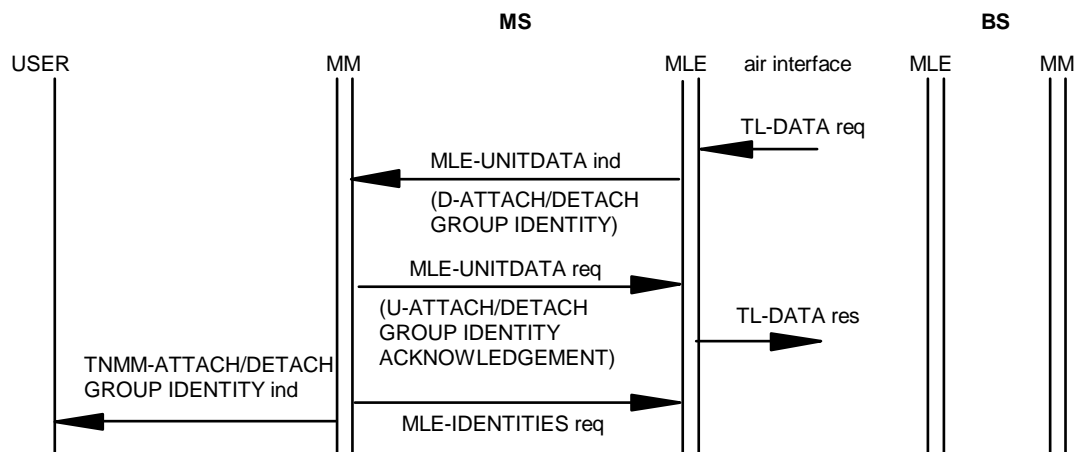 MS
BS
USER
MM
MLE
air interface
MLE
MM
TL-DATA req
MLE-UNITDATA ind
(D-ATTACH/DETACH
GROUP IDENTITY)
MLE-UNITDATA req
(U-ATTACH/DETACH
GROUP IDENTITY
ACKNOWLEDGEMENT)
TL-DATA res
TNMM-ATTACH/DETACH
GROUP IDENTITY ind
MLE-IDENTITIES req